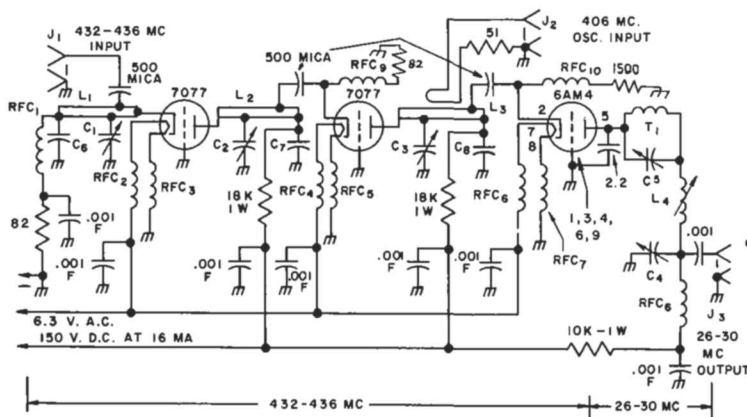 432-436 MC
INPUT
J1
500
MICA
7077
L1
RFC1
C6
C1
RFC2
RFC3
82
.001
F
.001
F
L2
500 MICA
RFC9
82
7077
C2
C7
18K
1W
RFC4
RFC5
.001
F
.001
F
J2
406 MC.
OSC. INPUT
51
L3
C3
C8
18K
1W
RFC6
.001
F
RFC10
1500
6AM4
2
7
8
5
T1
2.2
C5
1,3,4,
6,9
RFC7
L4
.001
C4
J3
RFC6
26-30
MC
OUTPUT
6.3 V. A.C.
150 V. D.C. AT 16 MA
10K-1W
.001
F
432-436 MC
26-30 MC